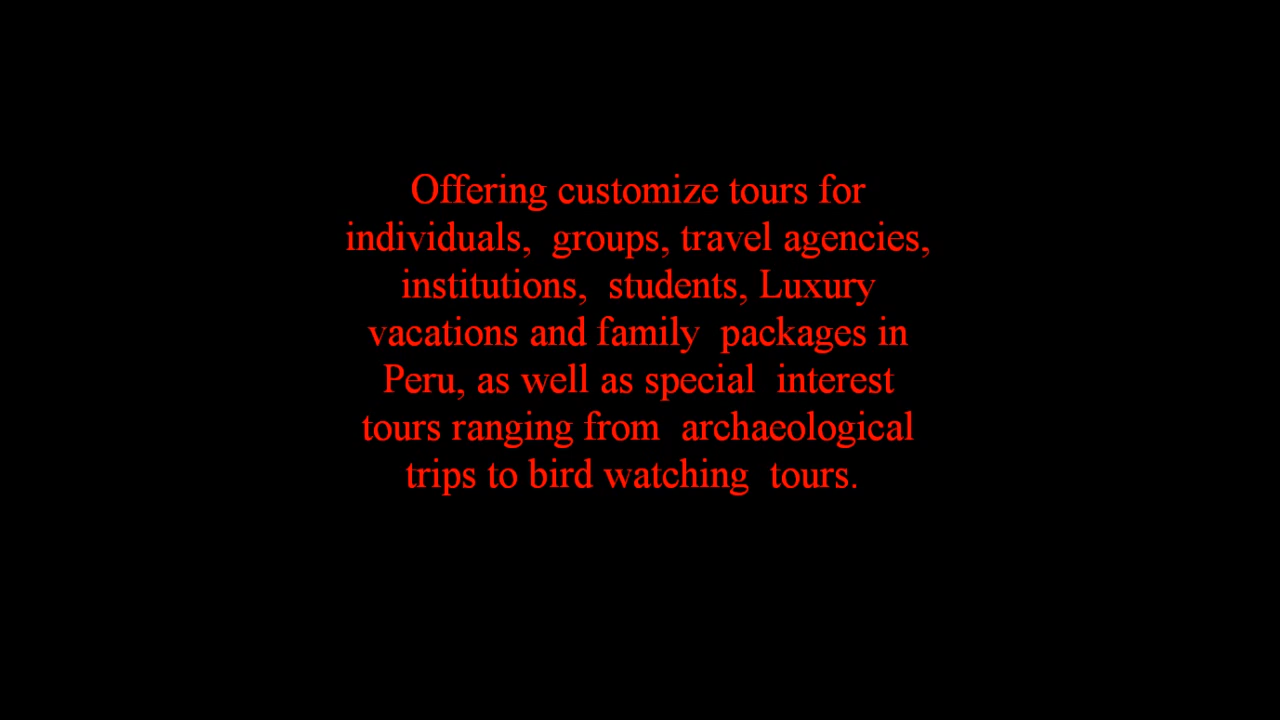 Offering customize tours for
individuals,  groups, travel agencies,
institutions,  students, Luxury
vacations and family  packages in
Peru, as well as special  interest
tours ranging from  archaeological
trips to bird watching  tours.